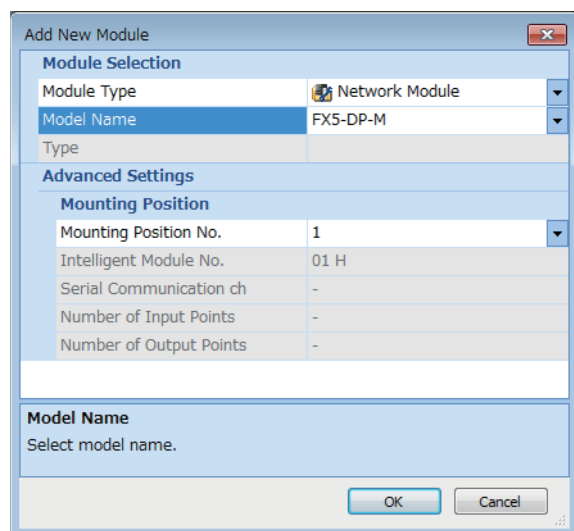 Add New Module
Module Selection
Module Type Network Module
Model Name FX5-DP-M
Type
Advanced Settings
Mounting Position
Mounting Position No. 1
Intelligent Module No. 01 H
Serial Communication ch -
Number of Input Points -
Number of Output Points -
Model Name
Select model name.
OK Cancel